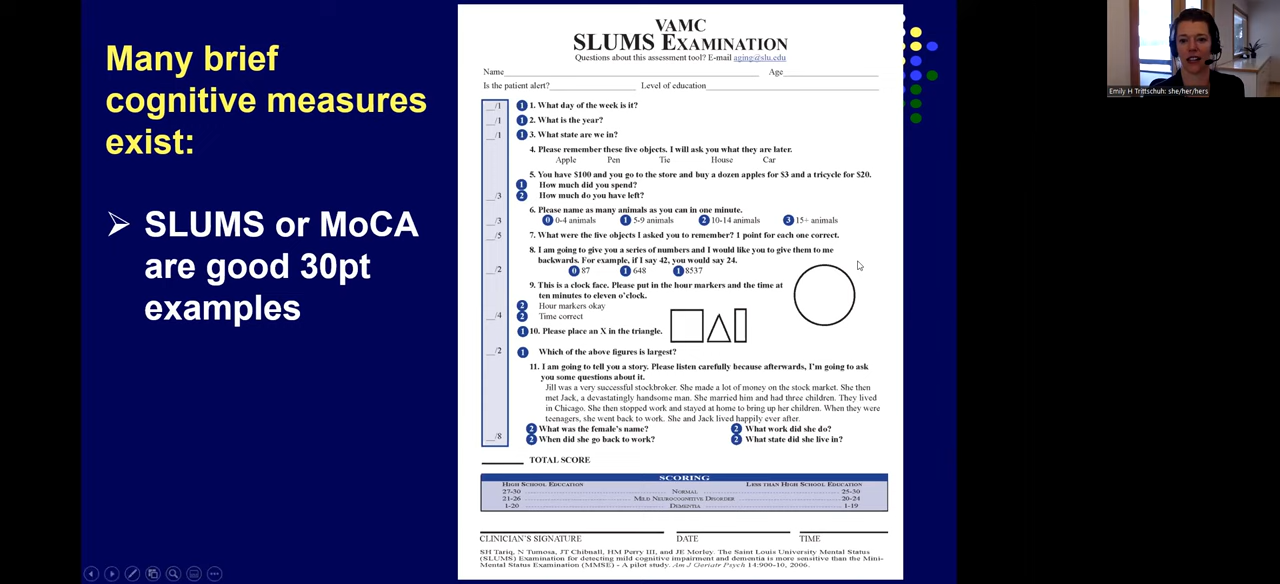 Many brief
cognitive measures
exist:
➢ SLUMS or MoCA
are good 30pt
examples
VAMC
SLUMS EXAMINATION
Questions about this assessment tool? E-mail aging@slu.edu
Name Age
Is the patient alert? Level of education
__/1 1 1. What day of the week is it?
__/1 1 2. What is the year?
__/1 1 3. What state are we in?
4. Please remember these five objects. I will ask you what they are later.
Apple Pen Tie House Car
5. You have $100 and you go to the store and buy a dozen apples for $3 and a tricycle for $20.
1 How much did you spend?
__/3 2 How much do you have left?
6. Please name as many animals as you can in one minute.
__/3 0 0-4 animals 1 5-9 animals 2 10-14 animals 3 15+ animals
__/5 7. What were the five objects I asked you to remember? 1 point for each one correct.
8. I am going to give you a series of numbers and I would like you to give them to me
backwards. For example, if I say 42, you would say 24.
__/2 0 87 1 648 1 8537
9. This is a clock face. Please put in the hour markers and the time at
ten minutes to eleven o'clock.
2 Hour markers okay
__/4 2 Time correct
1 10. Please place an X in the triangle.
__/2 1 Which of the above figures is largest?
11. I am going to tell you a story. Please listen carefully because afterwards, I'm going to ask
you some questions about it.
Jill was a very successful stockbroker. She made a lot of money on the stock market. She then
met Jack, a devastatingly handsome man. She married him and had three children. They lived
in Chicago. She then stopped work and stayed at home to bring up her children. When they were
teenagers, she went back to work. She and Jack lived happily ever after.
2 What was the female's name? 2 What work did she do?
__/8 2 When did she go back to work? 2 What state did she live in?
TOTAL SCORE
SCORING
HIGH SCHOOL EDUCATION LESS THAN HIGH SCHOOL EDUCATION
27-30 NORMAL 25-30
21-26 MILD NEUROCOGNITIVE DISORDER 20-24
1-20 DEMENTIA 1-19
CLINICIAN'S SIGNATURE DATE TIME
SH Tariq, N Tumosa, JT Chibnall, HM Perry III, and JE Morley. The Saint Louis University Mental Status
(SLUMS) Examination for detecting mild cognitive impairment and dementia is more sensitive than the Mini-
Mental Status Examination (MMSE) - A pilot study. Am J Geriatr Psych 14:900-10, 2006.
Emily H Trittschuh: she/her/hers